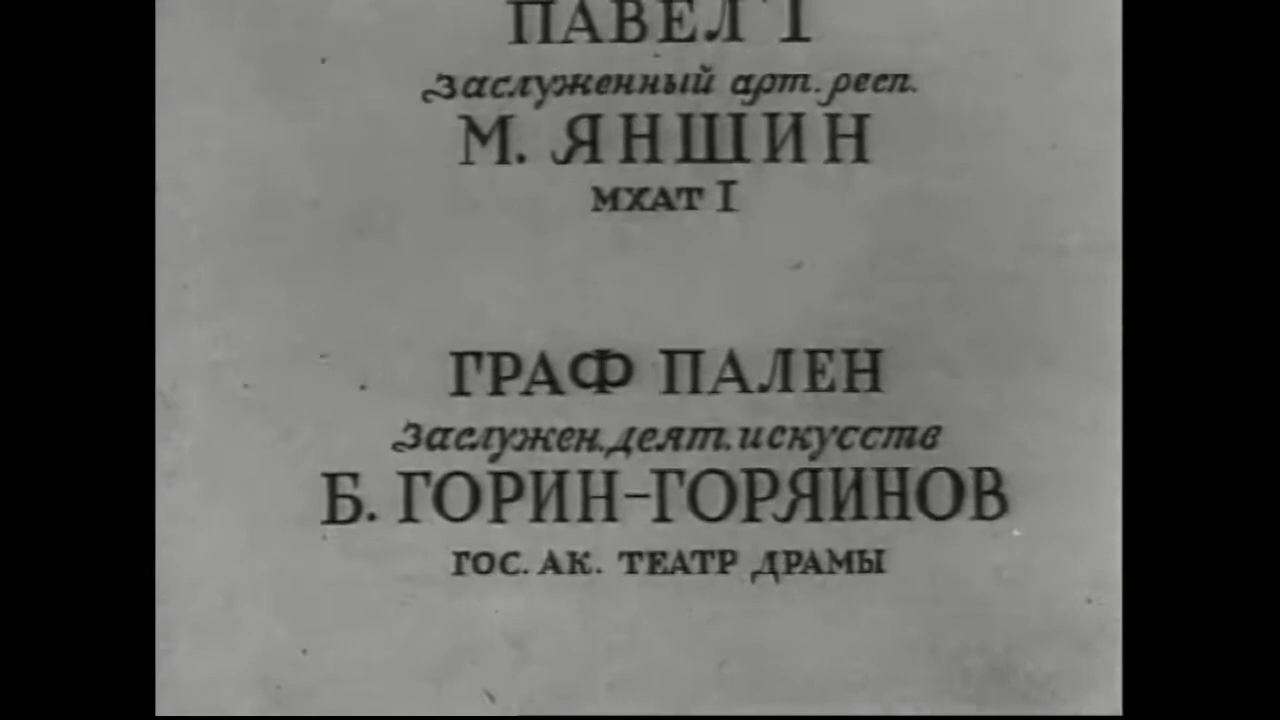 ПАВЕЛ I
Заслуженный арт. респ.
М. ЯНШИН
МХАТ I
ГРАФ ПАЛЕН
Заслужен. деят. искусств
Б. ГОРИН-ГОРЯИНОВ
ГОС. АК. ТЕАТР ДРАМЫ